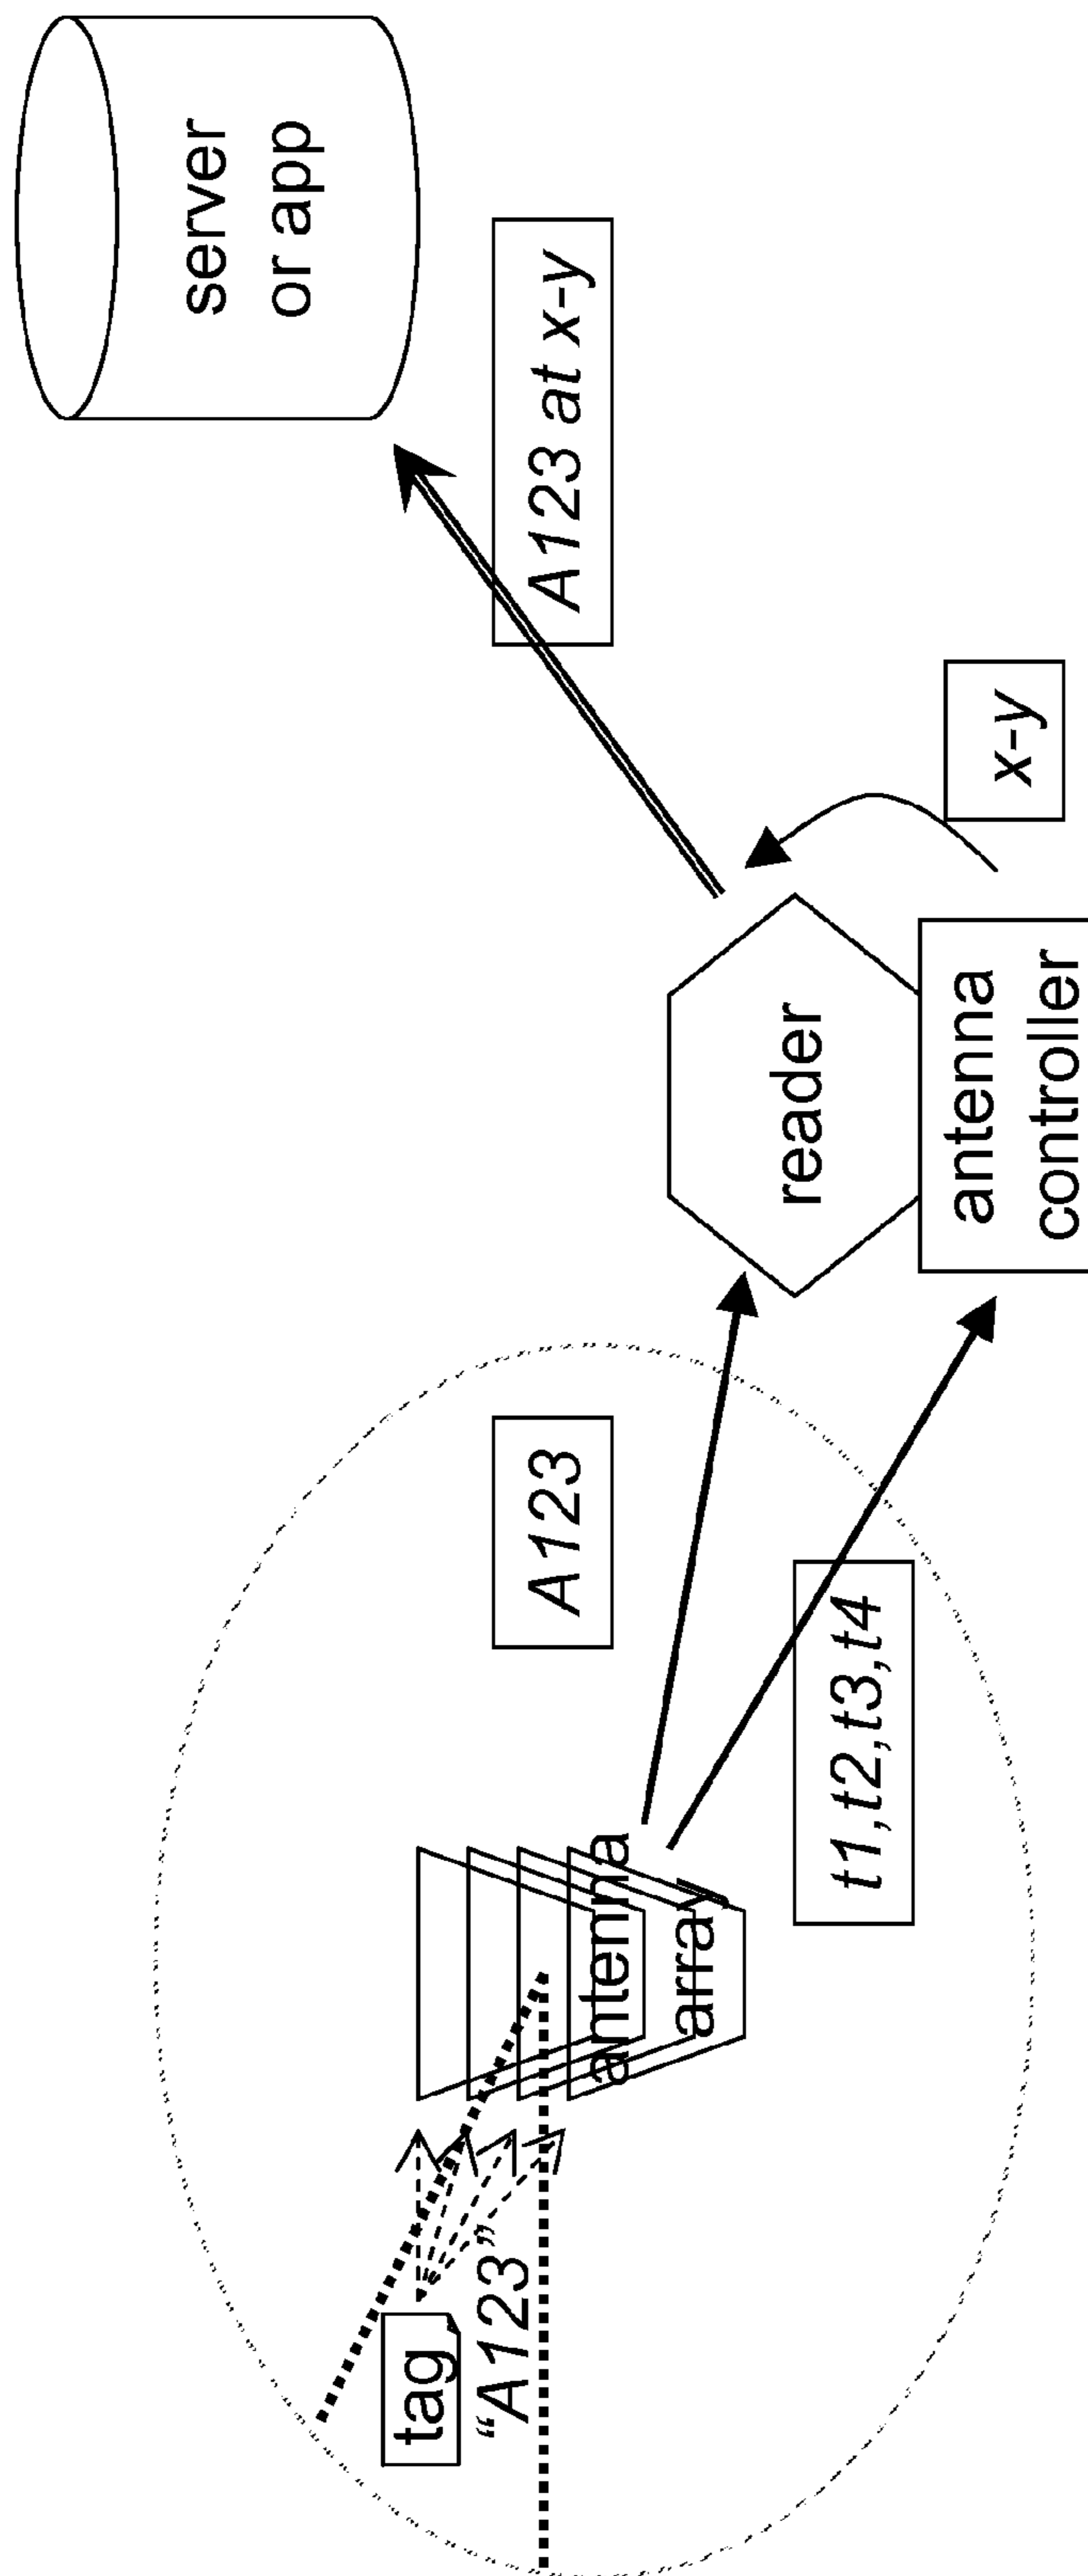 tag
“A123”
antenna
array
A123
t1,t2,t3,t4
reader
antenna
controller
x-y
A123 at x-y
server
or app